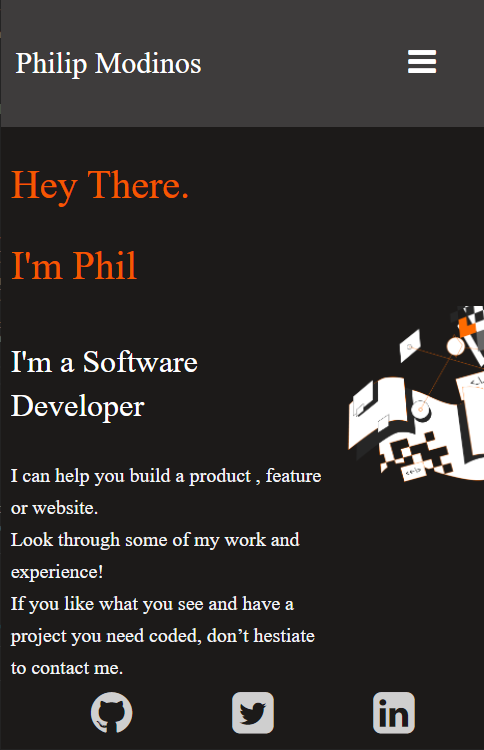 Philip Modinos
Hey There.
I'm Phil
I'm a Software
Developer
I can help you build a product , feature
or website.
Look through some of my work and
experience!
If you like what you see and have a
project you need coded, don’t hestiate
to contact me.
in